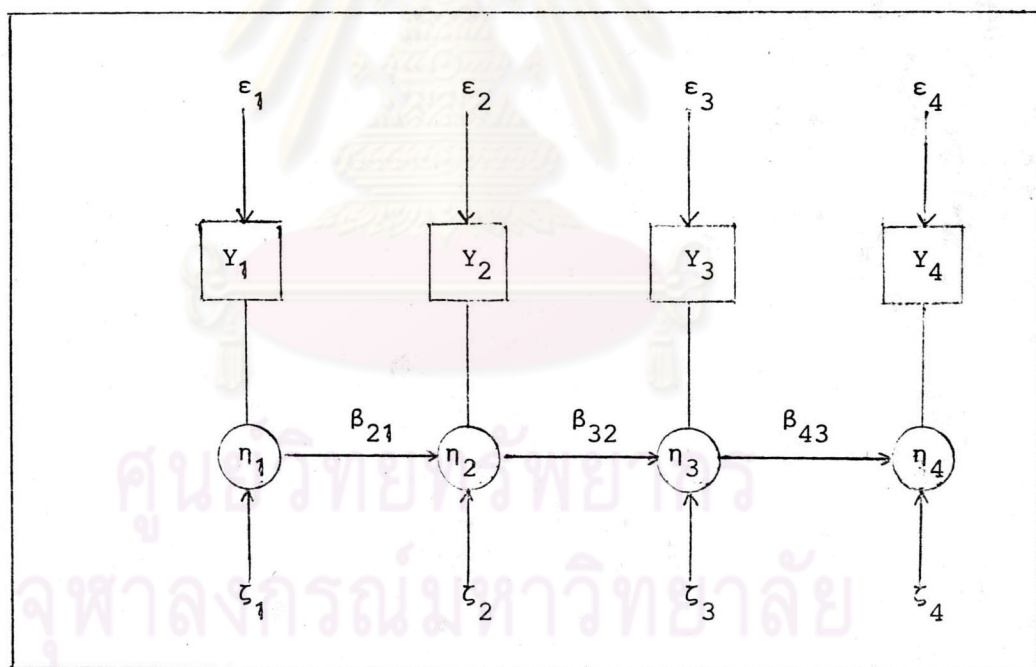 ε1 ε2 ε3 ε4
Y1 Y2 Y3 Y4
β21 β32 β43
η1 η2 η3 η4
ζ1 ζ2 ζ3 ζ4
ศูนย์วิทยทรัพยากร
จุฬาลงกรณ์มหาวิทยาลัย